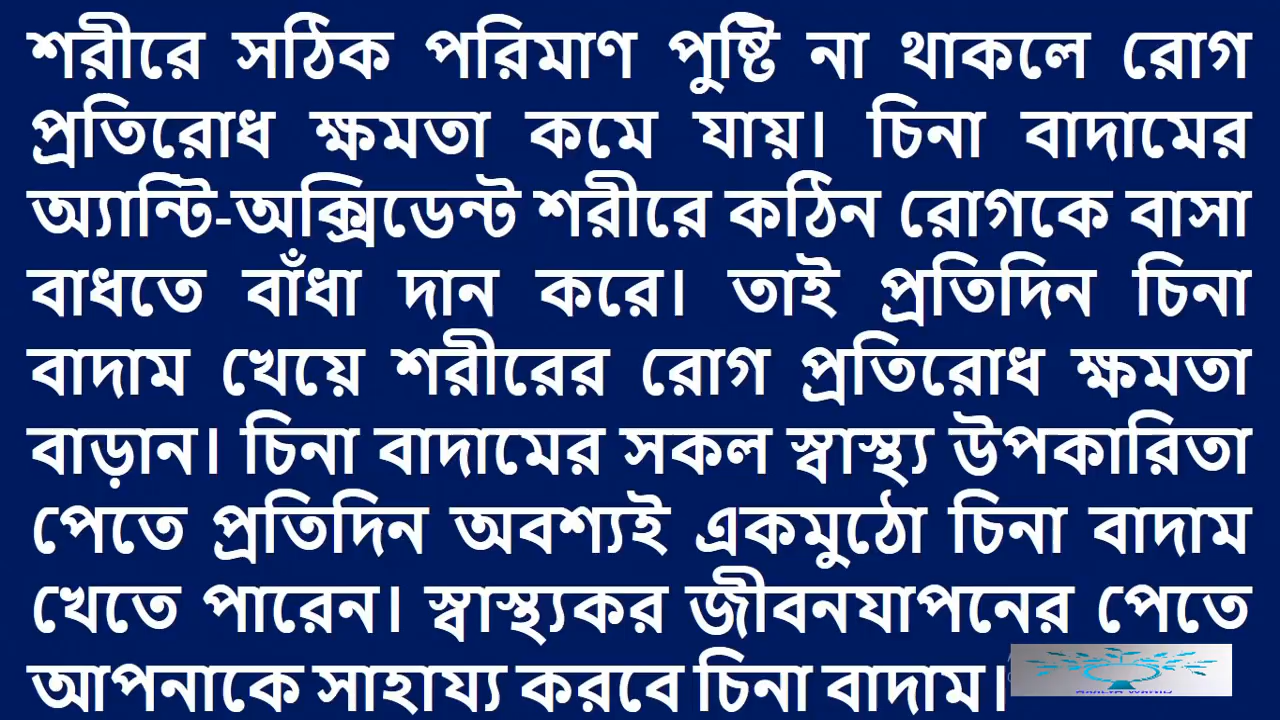 শরীরে সঠিক পরিমাণ পুষ্টি না থাকলে রোগ
প্রতিরোধ ক্ষমতা কমে যায়। চিনা বাদামের
অ্যান্টি-অক্সিডেন্ট শরীরে কঠিন রোগকে বাসা
বাধতে বাঁধা দান করে। তাই প্রতিদিন চিনা
বাদাম খেয়ে শরীরের রোগ প্রতিরোধ ক্ষমতা
বাড়ান। চিনা বাদামের সকল স্বাস্থ্য উপকারিতা
পেতে প্রতিদিন অবশ্যই একমুঠো চিনা বাদাম
খেতে পারেন। স্বাস্থ্যকর জীবনযাপনের পেতে
আপনাকে সাহায্য করবে চিনা বাদাম।